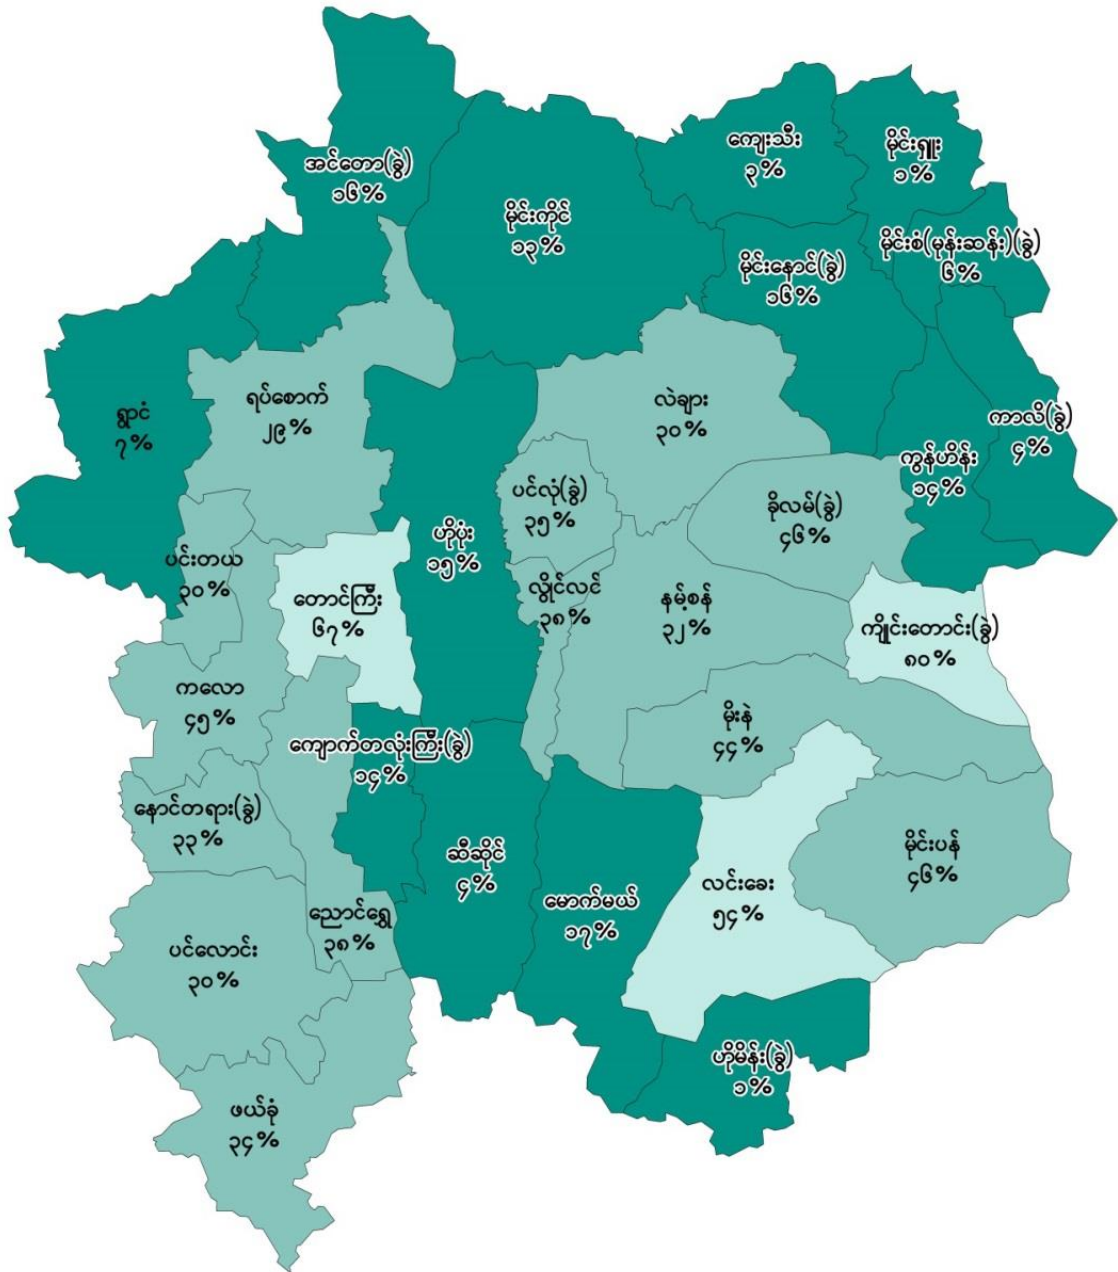 ကျေးသီး
၃%
မိုင်းရှူး
၁%
အင်တော(ခွဲ)
၁၆%
မိုင်းကိုင်
၁၃%
မိုင်းစံ(မုန်းဆန်း)(ခွဲ)
၆%
မိုင်းနောင်(ခွဲ)
၁၆%
ရွာငံ
၇%
ရပ်စောက်
၂၉%
လဲချား
၃၀%
ကာလိ(ခွဲ)
၄%
ကွန်ဟိန်း
၁၄%
ပင်လုံ(ခွဲ)
၃၅%
ခိုလမ်(ခွဲ)
၄၆%
ဟိုပုံး
၁၅%
ပင်းတယ
၃၀%
တောင်ကြီး
၆၇%
လွိုင်လင်
၃၈%
နမ့်စန်
၃၂%
ကျိုင်းတောင်း(ခွဲ)
၈၀%
ကလော
၄၅%
မိုးနဲ
၄၄%
ကျောက်တလုံးကြီး(ခွဲ)
၁၄%
နောင်တရား(ခွဲ)
၃၃%
ဆီဆိုင်
၄%
မိုင်းပန်
၄၆%
လင်းခေး
၅၄%
မောက်မယ်
၁၇%
ညောင်ရွှေ
၃၈%
ပင်လောင်း
၃၀%
ဟိုမိန်း(ခွဲ)
၁%
ဖယ်ခုံ
၃၄%